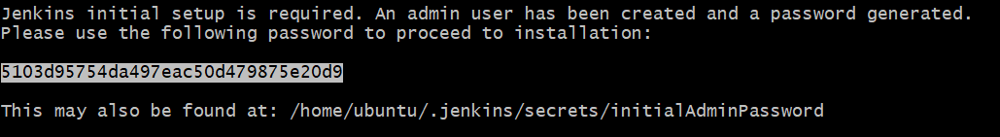 Jenkins initial setup is required. An admin user has been created and a password generated.
Please use the following password to proceed to installation:
5103d95754da497eac50d479875e20d9
This may also be found at: /home/ubuntu/.jenkins/secrets/initialAdminPassword